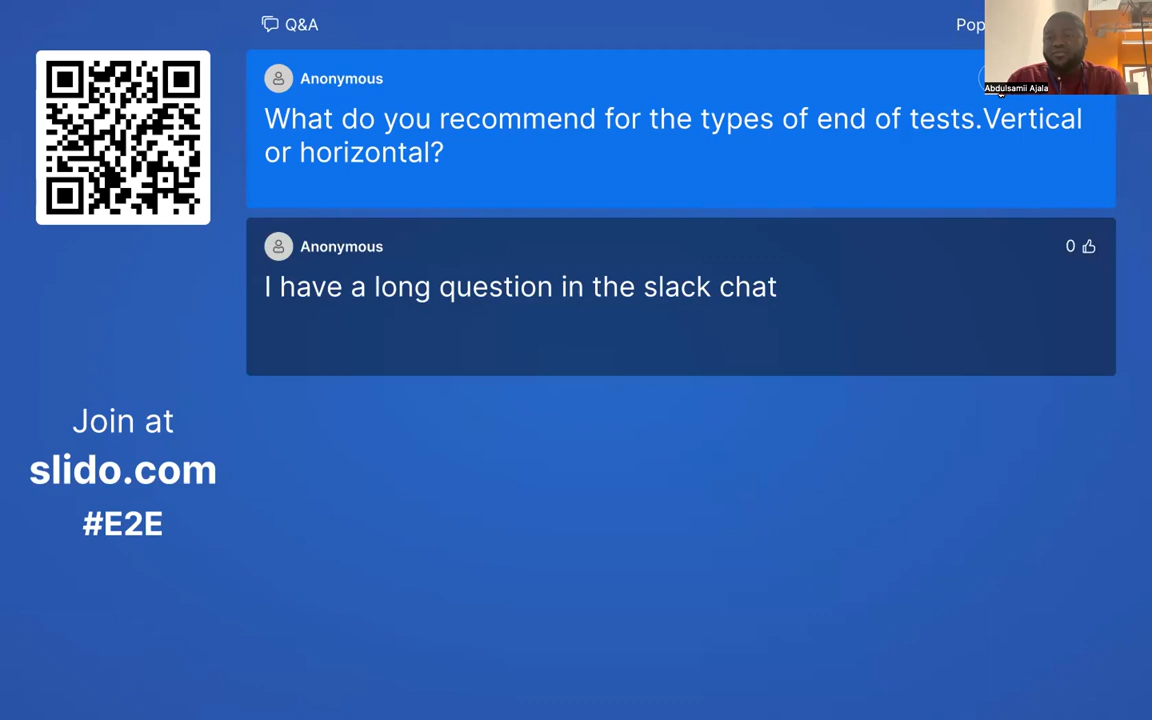 Q&A
Pop
Abdulsamii Ajala
Anonymous
What do you recommend for the types of end of tests.Vertical
or horizontal?
Anonymous
0
I have a long question in the slack chat
Join at
slido.com
#E2E